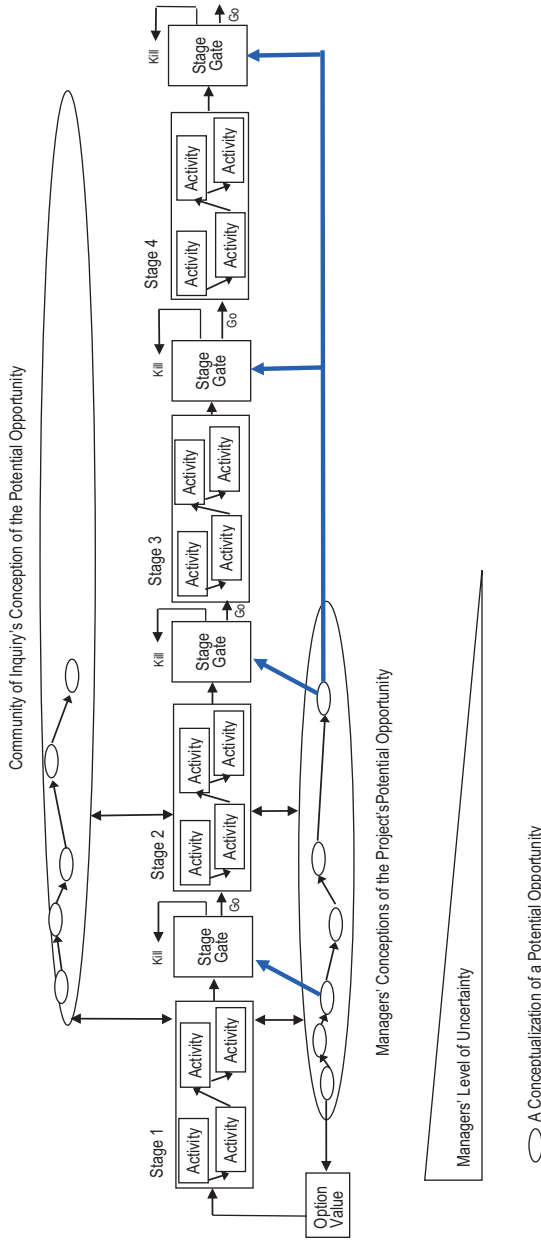 Community of Inquiry's Conception of the Potential Opportunity
Stage 1
Activity
Activity
Activity
Activity
Kill
Stage
Gate
Go
Stage 2
Activity
Activity
Activity
Activity
Kill
Stage
Gate
Go
Stage 3
Activity
Activity
Activity
Activity
Kill
Stage
Gate
Go
Stage 4
Activity
Activity
Activity
Activity
Kill
Stage
Gate
Go
Option
Value
Managers' Conceptions of the Project'sPotential Opportunity
Managers' Level of Uncertainty
A Conceptualization of a Potential Opportunity